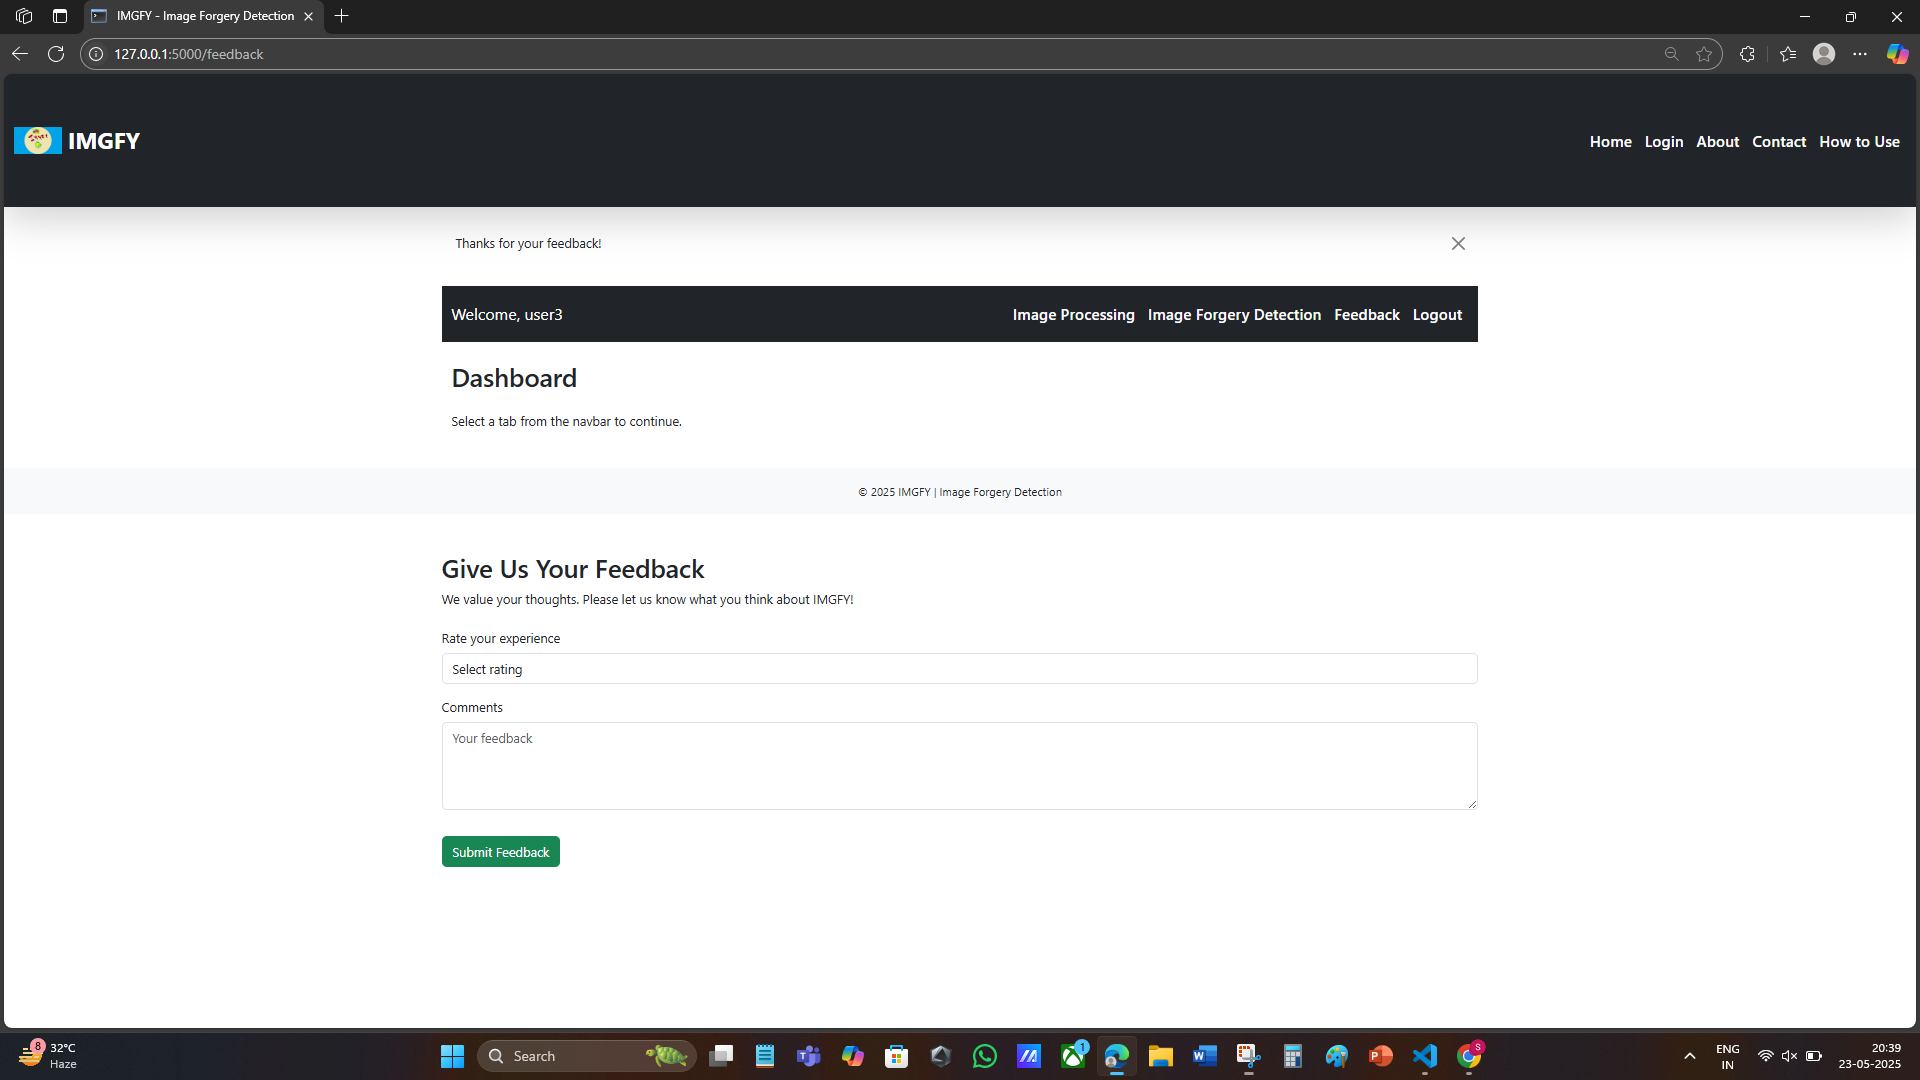 IMGFY - Image Forgery Detection
127.0.0.1:5000/feedback
IMGFY
Home Login About Contact How to Use
Thanks for your feedback!
Welcome, user3
Image Processing Image Forgery Detection Feedback Logout
Dashboard
Select a tab from the navbar to continue.
© 2025 IMGFY | Image Forgery Detection
Give Us Your Feedback
We value your thoughts. Please let us know what you think about IMGFY!
Rate your experience
Select rating
Comments
Your feedback
Submit Feedback
8
32°C
Haze
Search
1
S
ENG
IN
20:39
23-05-2025